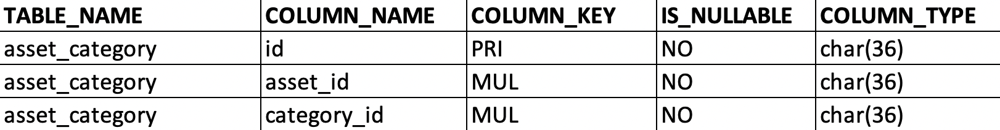 TABLE_NAME COLUMN_NAME COLUMN_KEY IS_NULLABLE COLUMN_TYPE
asset_category id PRI NO char(36)
asset_category asset_id MUL NO char(36)
asset_category category_id MUL NO char(36)